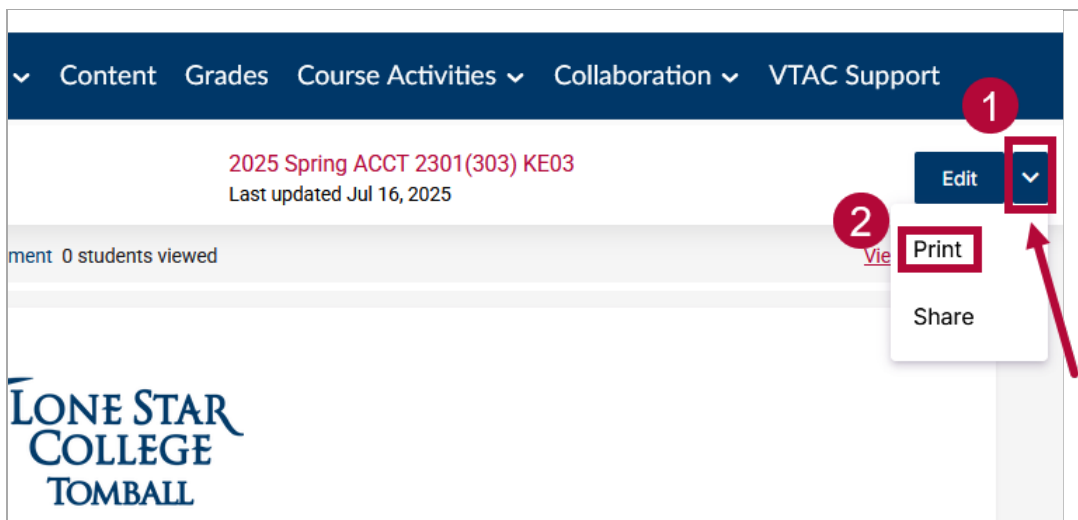 Content Grades Course Activities Collaboration VTAC Support
1
2025 Spring ACCT 2301(303) KE03
Last updated Jul 16, 2025
Edit
2
ment 0 students viewed
Vie
Print
Share
LONE STAR
COLLEGE
TOMBALL